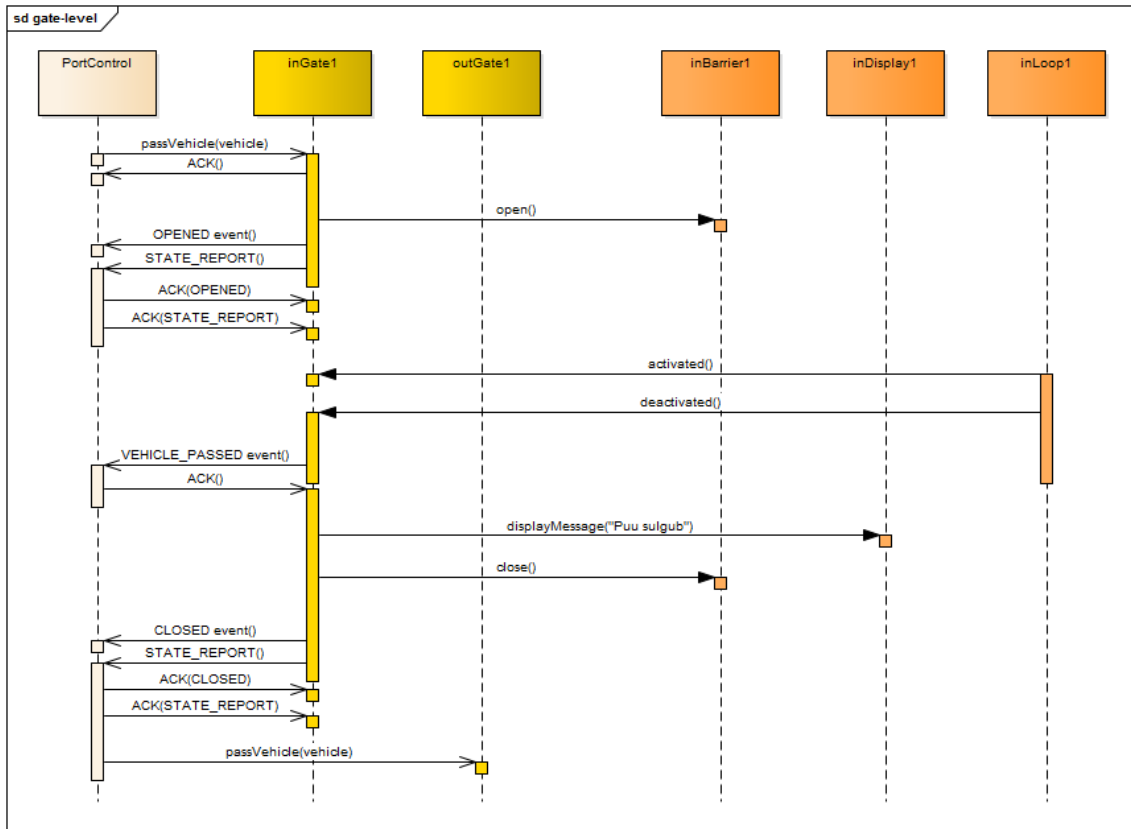 sd gate-level
PortControl
inGate1
outGate1
inBarrier1
inDisplay1
inLoop1
passVehicle(vehicle)
ACK()
open()
OPENED event()
STATE_REPORT()
ACK(OPENED)
ACK(STATE_REPORT)
activated()
deactivated()
VEHICLE_PASSED event()
ACK()
displayMessage("Puu sulgub")
close()
CLOSED event()
STATE_REPORT()
ACK(CLOSED)
ACK(STATE_REPORT)
passVehicle(vehicle)